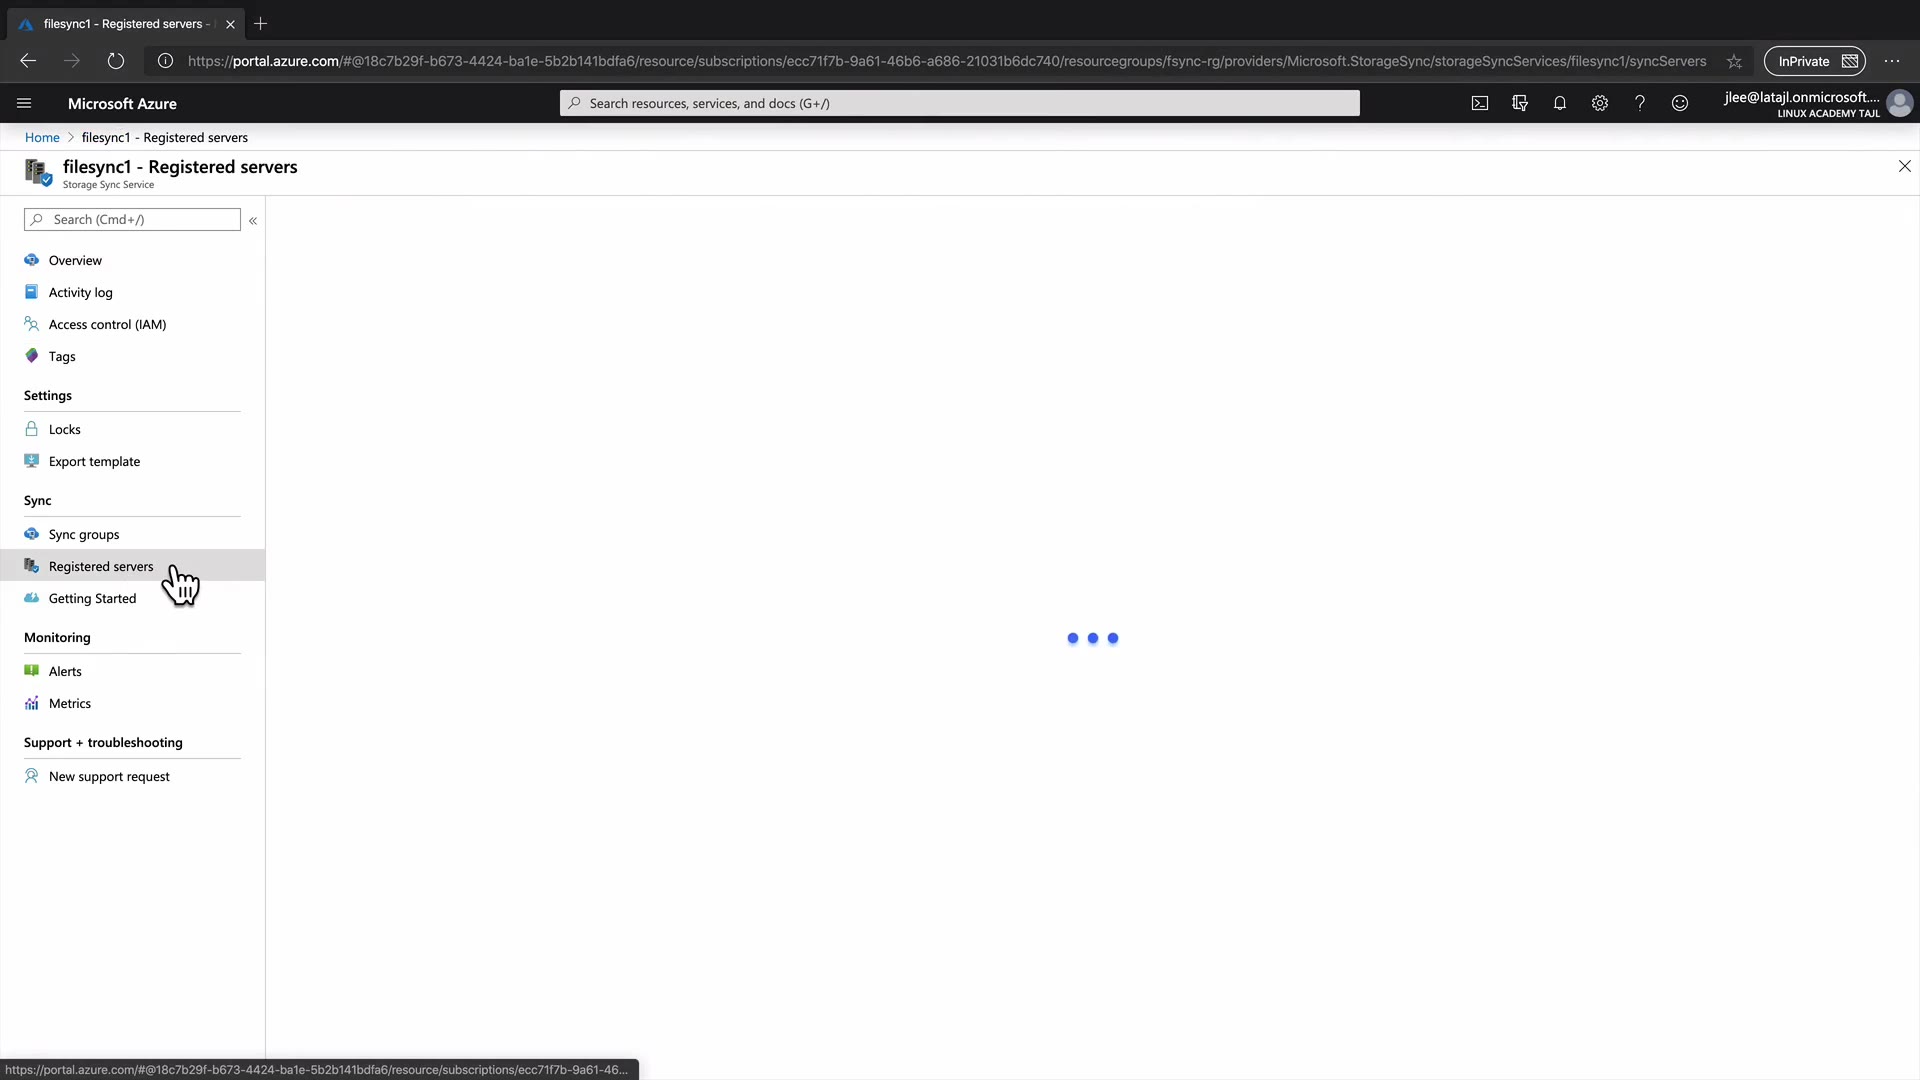 filesync1 - Registered servers -
https://portal.azure.com/#@18c7b29f-b673-4424-ba1e-5b2b141bdfa6/resource/subscriptions/ecc71f7b-9a61-46b6-a686-21031b6dc740/resourcegroups/fsync-rg/providers/Microsoft.StorageSync/storageSyncServices/filesync1/syncServers
InPrivate
Microsoft Azure
Search resources, services, and docs (G+/)
jlee@latajl.onmicrosoft....
LINUX ACADEMY TAJL
Home > filesync1 - Registered servers
filesync1 - Registered servers
Storage Sync Service
Search (Cmd+/)
Overview
Activity log
Access control (IAM)
Tags
Settings
Locks
Export template
Sync
Sync groups
Registered servers
Getting Started
Monitoring
Alerts
Metrics
Support + troubleshooting
New support request
https://portal.azure.com/#@18c7b29f-b673-4424-ba1e-5b2b141bdfa6/resource/subscriptions/ecc71f7b-9a61-46...